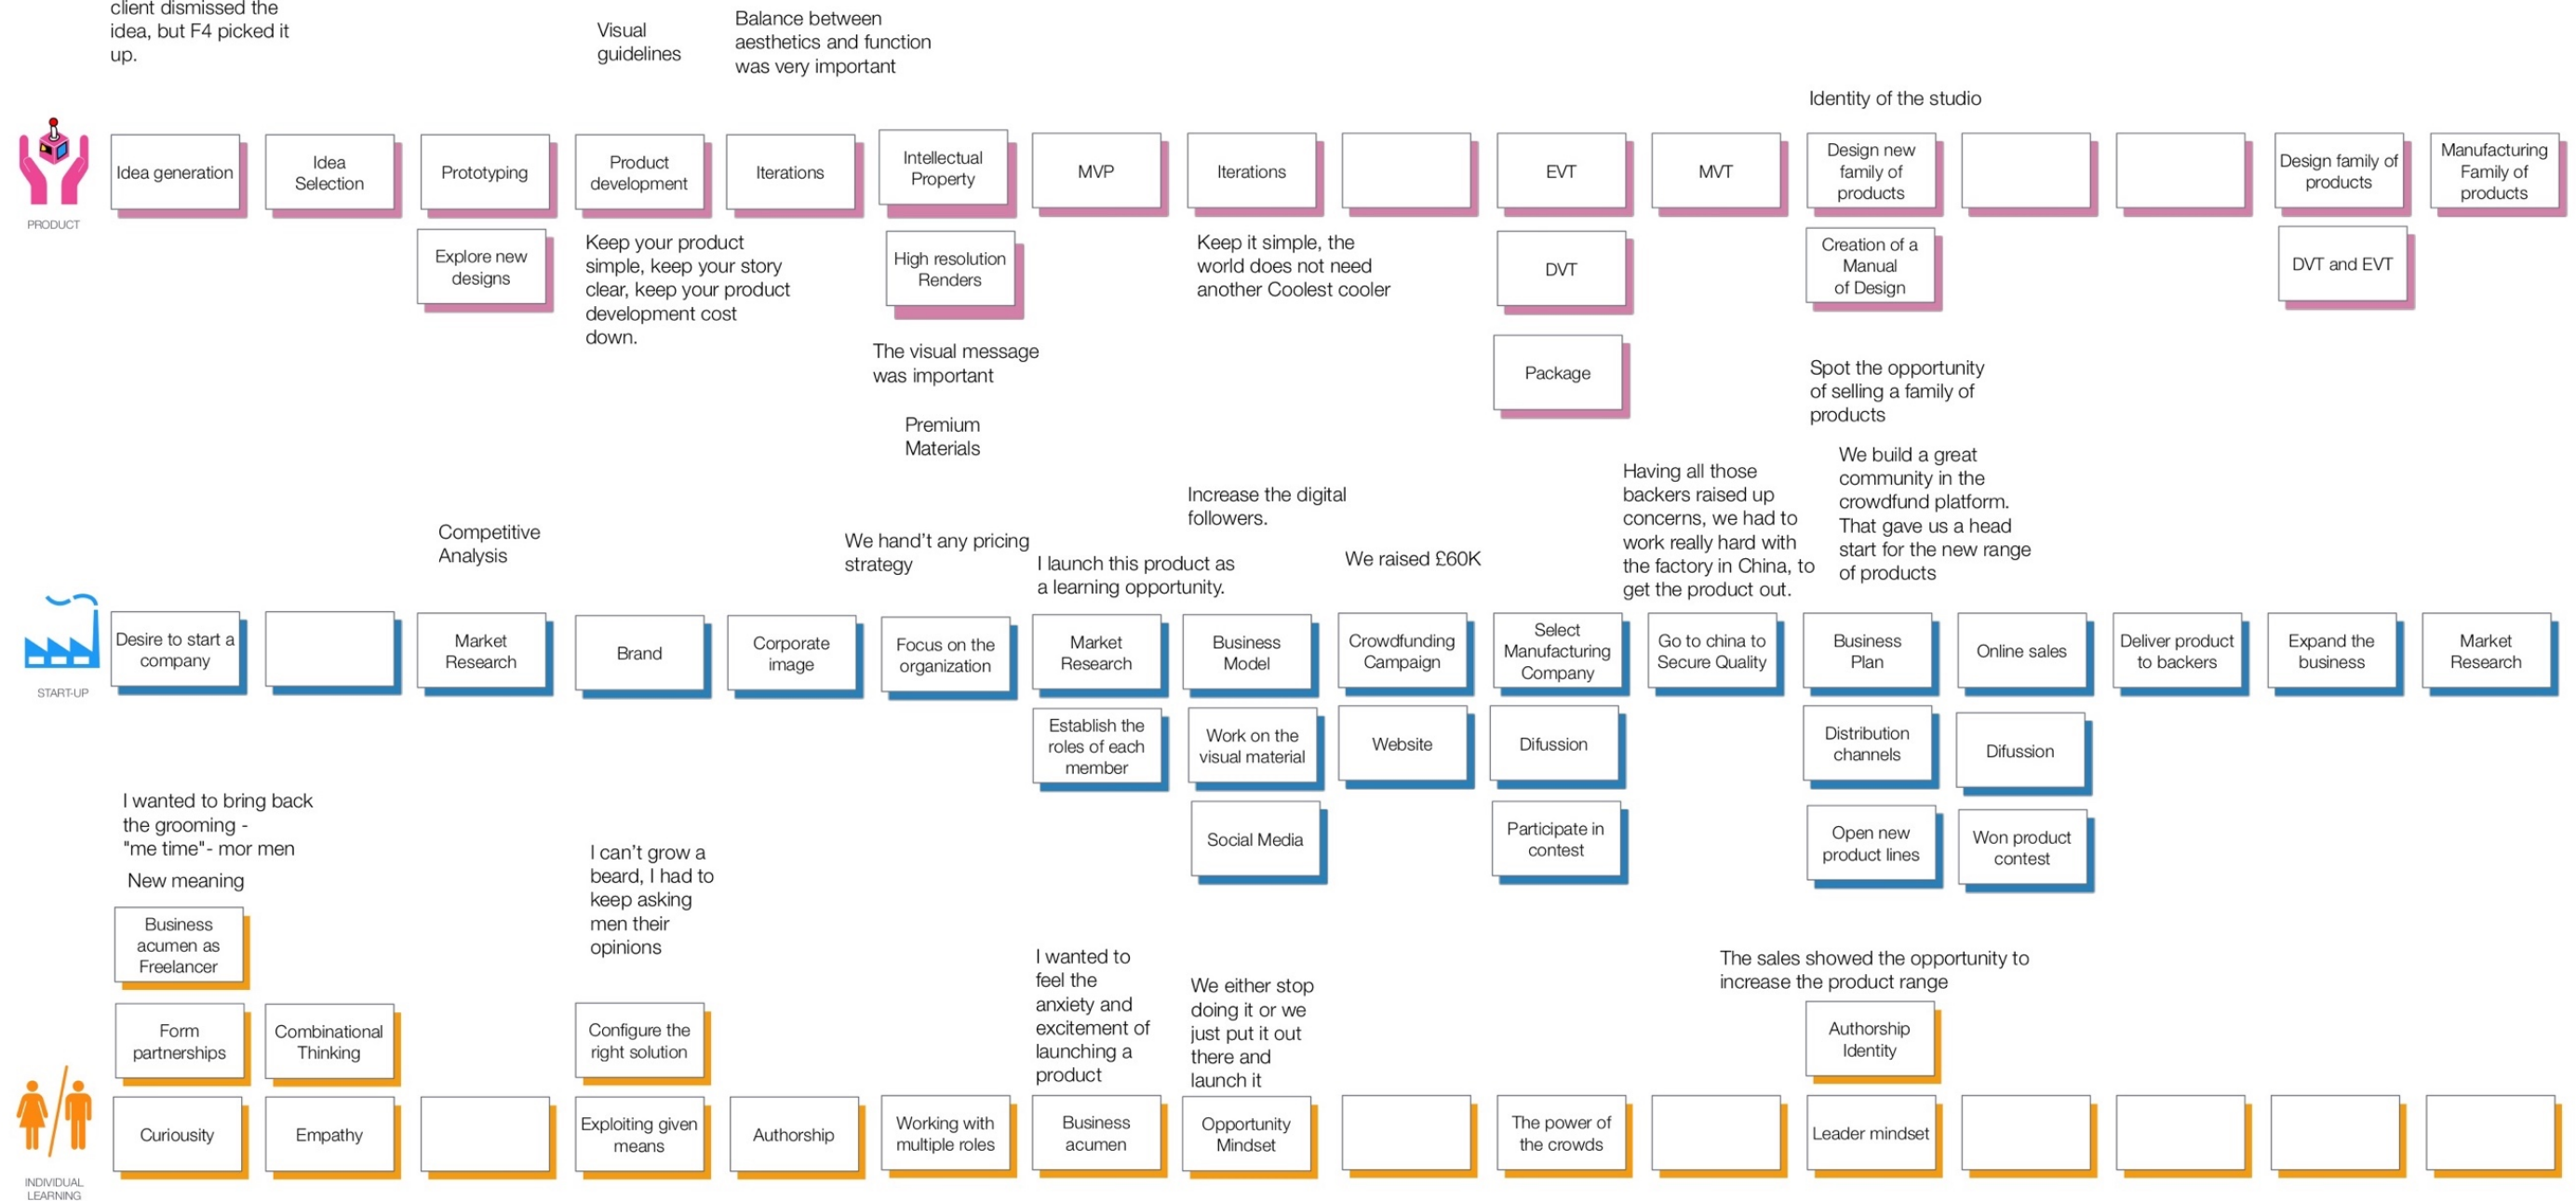 client dismissed the
idea, but F4 picked it
up.
Visual
guidelines
Balance between
aesthetics and function
was very important
Identity of the studio
PRODUCT
Idea generation
Idea
Selection
Prototyping
Product
development
Iterations
Intellectual
Property
MVP
Iterations
EVT
MVT
Design new
family of
products
Design family of
products
Manufacturing
Family of
products
Explore new
designs
Keep your product
simple, keep your story
clear, keep your product
development cost
down.
High resolution
Renders
Keep it simple, the
world does not need
another Coolest cooler
DVT
Creation of a
Manual
of Design
DVT and EVT
The visual message
was important
Package
Spot the opportunity
of selling a family of
products
Premium
Materials
Competitive
Analysis
We hand't any pricing
strategy
I launch this product as
a learning opportunity.
Increase the digital
followers.
We raised £60K
Having all those
backers raised up
concerns, we had to
work really hard with
the factory in China, to
get the product out.
We build a great
community in the
crowdfund platform.
That gave us a head
start for the new range
of products
START-UP
Desire to start a
company
Market
Research
Brand
Corporate
image
Focus on the
organization
Market
Research
Business
Model
Crowdfunding
Campaign
Select
Manufacturing
Company
Go to china to
Secure Quality
Business
Plan
Online sales
Deliver product
to backers
Expand the
business
Market
Research
Establish the
roles of each
member
Work on the
visual material
Website
Difussion
Distribution
channels
Difussion
Social Media
Participate in
contest
Open new
product lines
Won product
contest
I wanted to bring back
the grooming -
"me time"- mor men
New meaning
I can't grow a
beard, I had to
keep asking
men their
opinions
I wanted to
feel the
anxiety and
excitement of
launching a
product
We either stop
doing it or we
just put it out
there and
launch it
The sales showed the opportunity to
increase the product range
Business
acumen as
Freelancer
Form
partnerships
Combinational
Thinking
Configure the
right solution
Authorship
Identity
INDIVIDUAL
LEARNING
Curiousity
Empathy
Exploiting given
means
Authorship
Working with
multiple roles
Business
acumen
Opportunity
Mindset
The power of
the crowds
Leader mindset